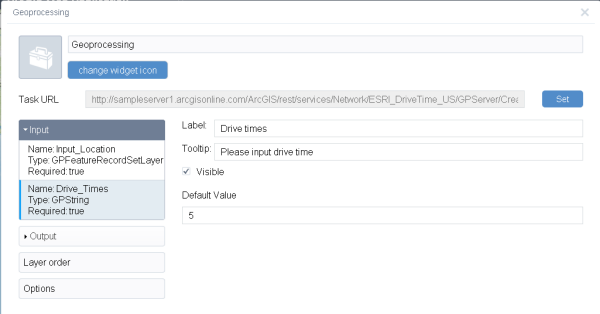 Geoprocessing
Geoprocessing
change widget icon
Task URL
http://sampleserver1.arcgisonline.com/ArcGIS/rest/services/Network/ESRI_DriveTime_US/GPServer/Crea
Set
Input
Name: Input_Location
Type: GPFeatureRecordSetLayer
Required: true
Name: Drive_Times
Type: GPString
Required: true
Output
Layer order
Options
Label: Drive times
Tooltip: Please input drive time
Visible
Default Value
5